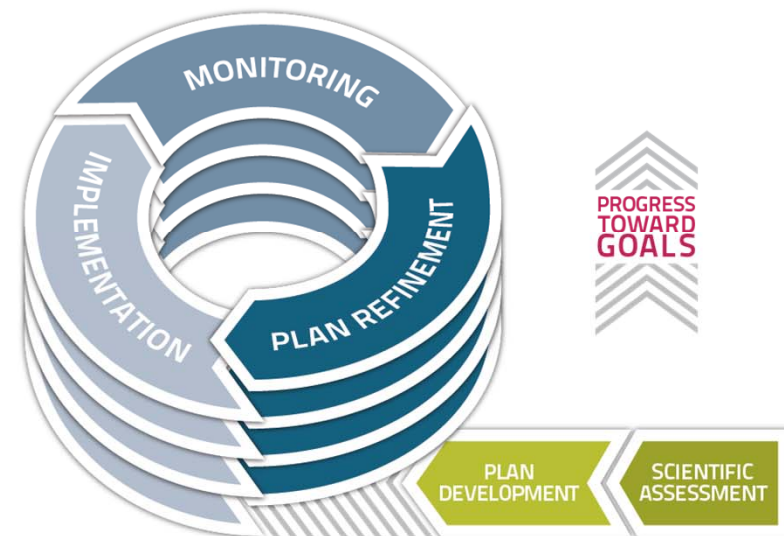 MONITORING
IMPLEMENTATION
PLAN REFINEMENT
PROGRESS
TOWARD
GOALS
PLAN
DEVELOPMENT
SCIENTIFIC
ASSESSMENT